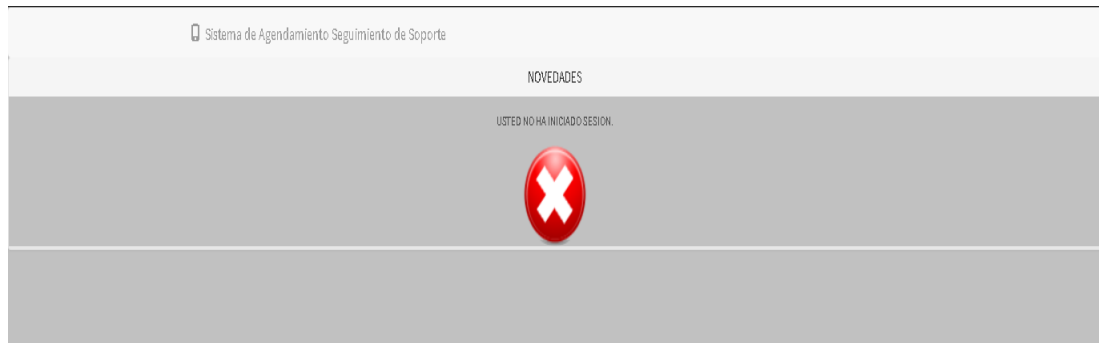 Sistema de Agendamiento Seguimiento de Soporte
NOVEDADES
USTED NO HA INICIADO SESION.